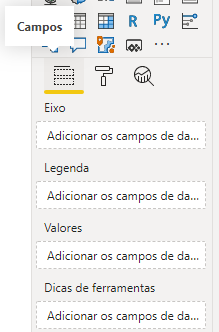 Campos
R
Py
Eixo
Adicionar os campos de da...
Legenda
Adicionar os campos de da...
Valores
Adicionar os campos de da...
Dicas de ferramentas
Adicionar os campos de da...